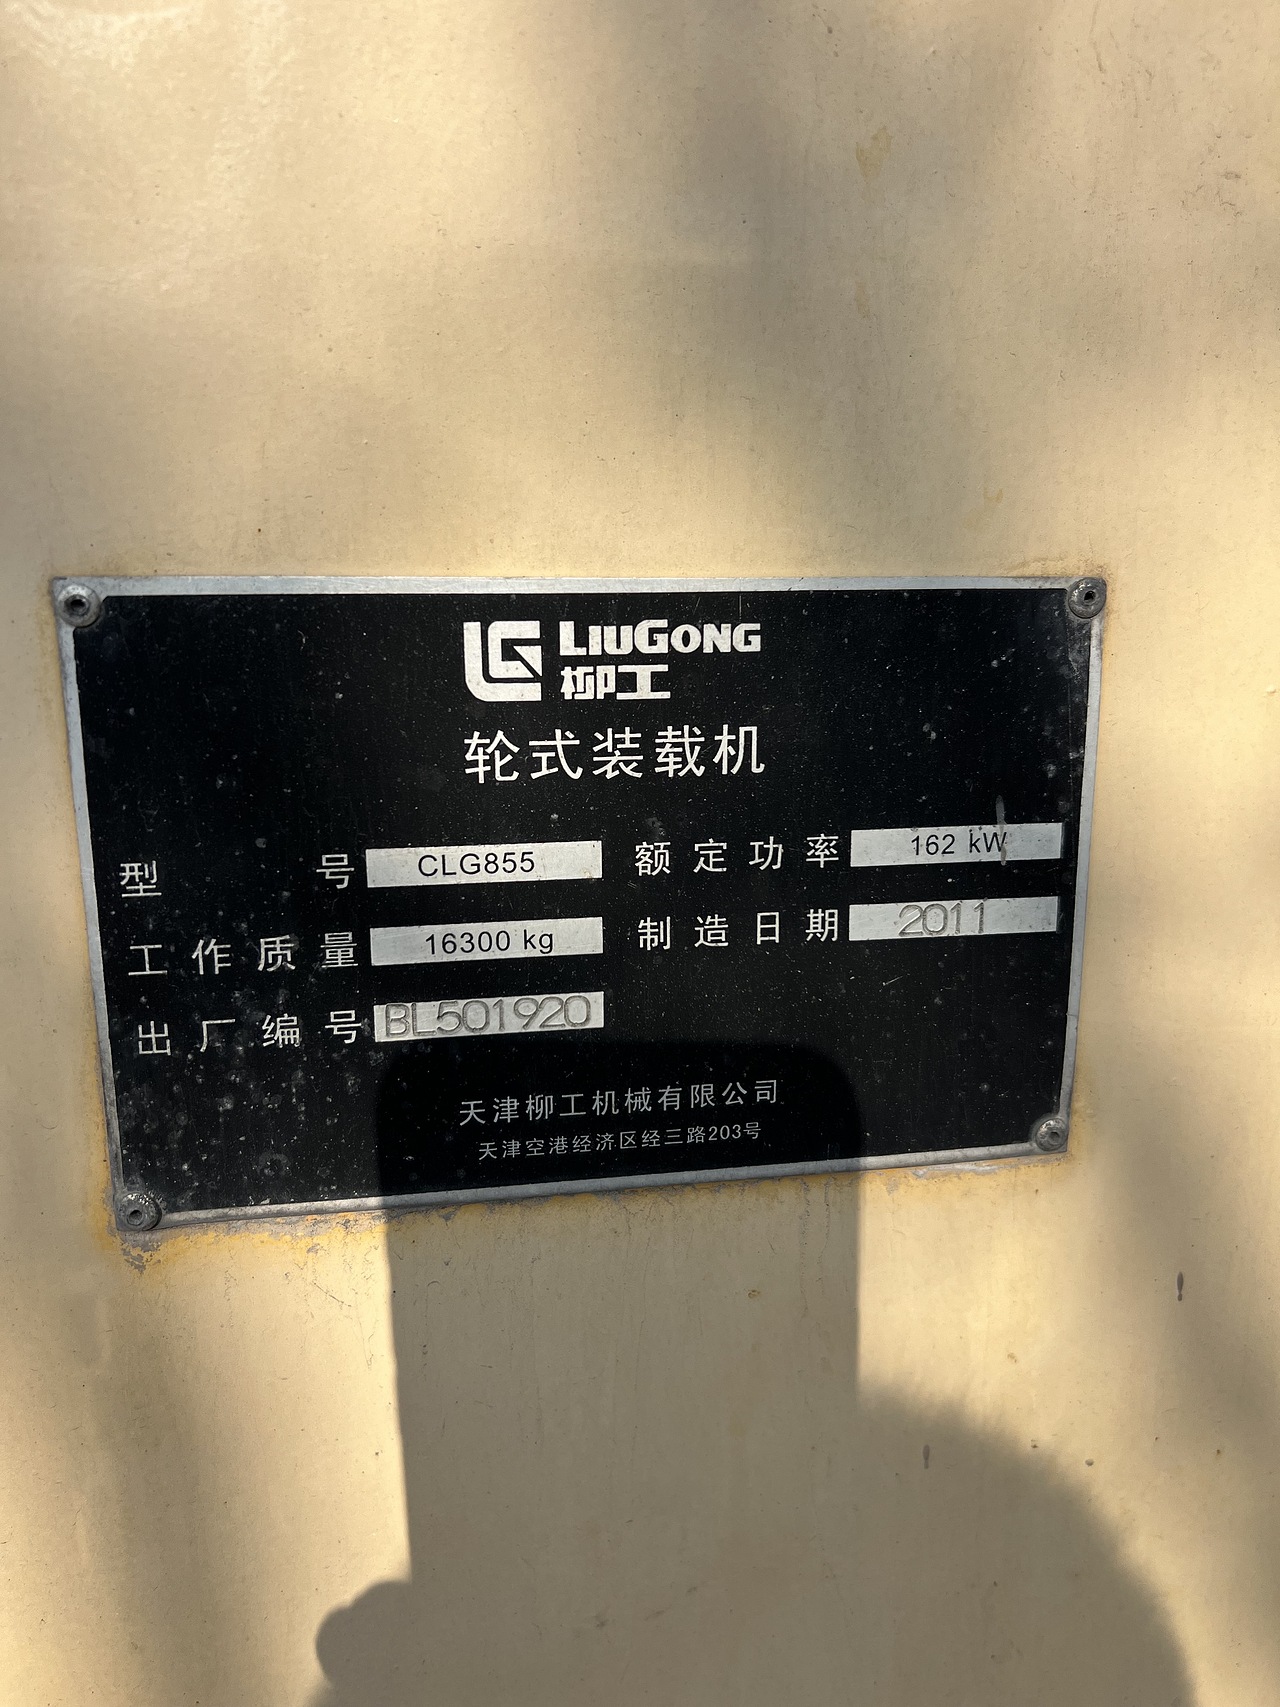 LG LIUGONG
柳工
轮式装载机
型号 CLG855 额定功率 162 kW
工作质量 16300 kg 制造日期 2011
出厂编号 BL501920
天津柳工机械有限公司
天津空港经济区经三路203号